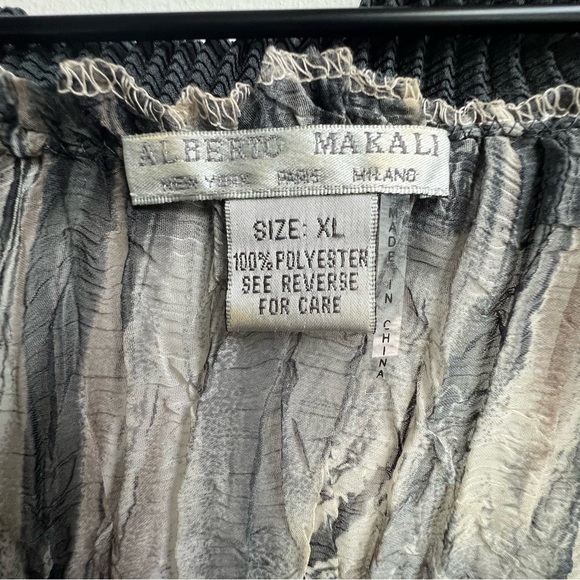 ALBERTO MAKALI
NEW YORK PARIS MILANO
SIZE: XL
100% POLYESTER
SEE REVERSE
FOR CARE
MADE IN CHINA